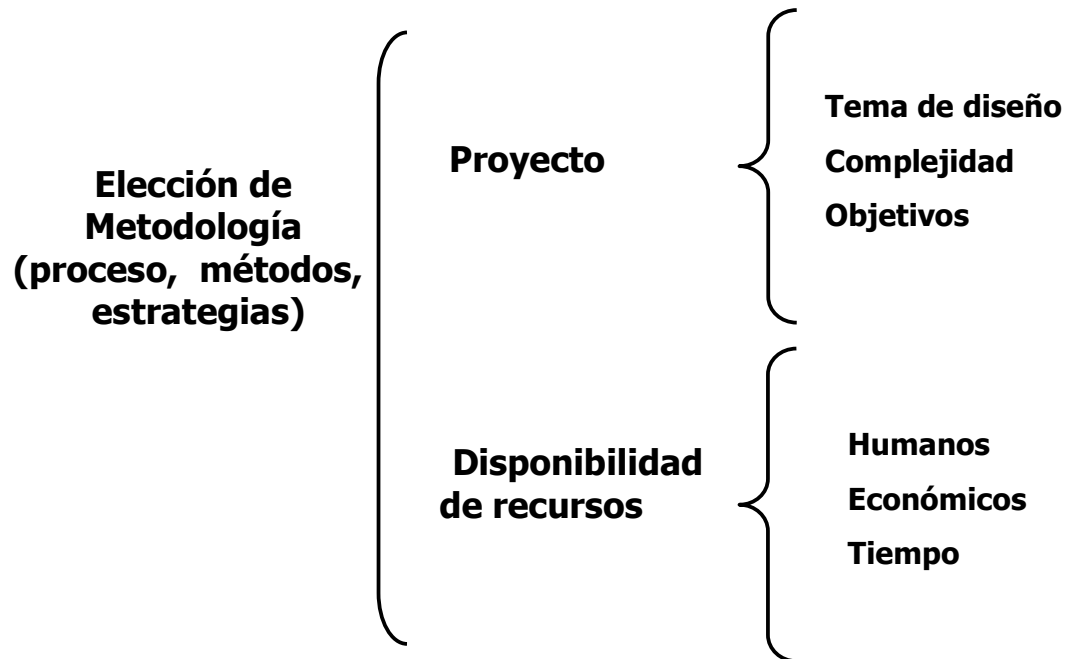 Elección de
Metodología
(proceso, métodos,
estrategias)
Proyecto
Tema de diseño
Complejidad
Objetivos
Disponibilidad
de recursos
Humanos
Económicos
Tiempo